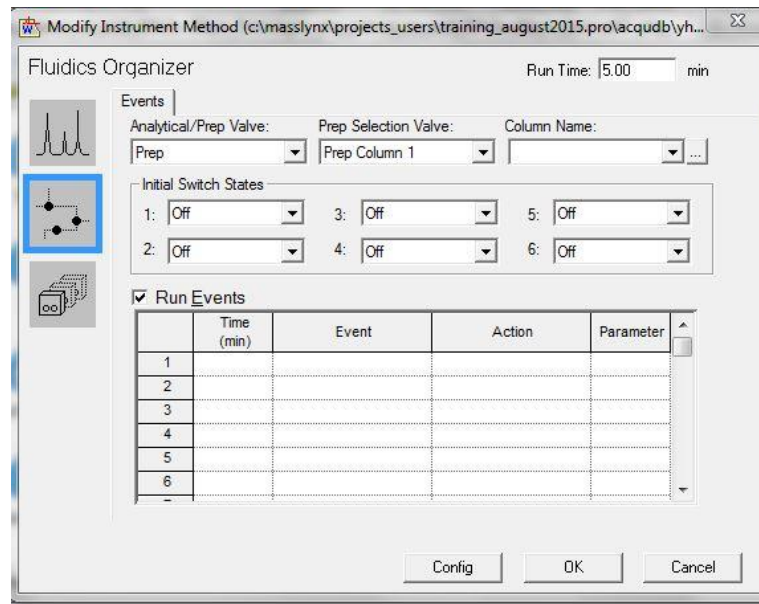 Modify Instrument Method (c:\masslynx\projects_users\training_august2015.pro\acqudb\yh...
Fluidics Organizer
Run Time: 5.00 min
Events
Analytical/Prep Valve: Prep Selection Valve: Column Name:
Prep Prep Column 1 ...
Initial Switch States
1: Off 3: Off 5: Off
2: Off 4: Off 6: Off
Run Events
Time (min) Event Action Parameter
1
2
3
4
5
6
Config OK Cancel